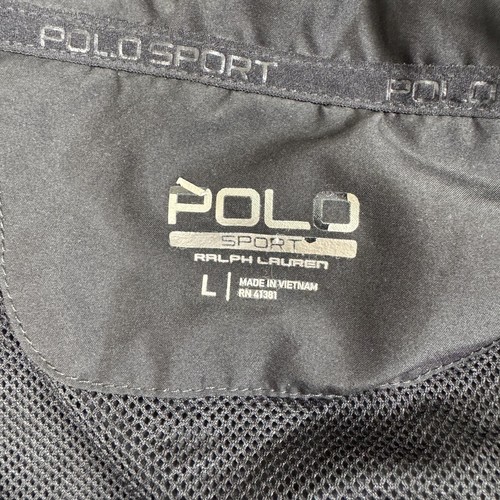 POLO SPORT POLO
POLO
SPORT
RALPH LAUREN
L
MADE IN VIETNAM
RN 41381